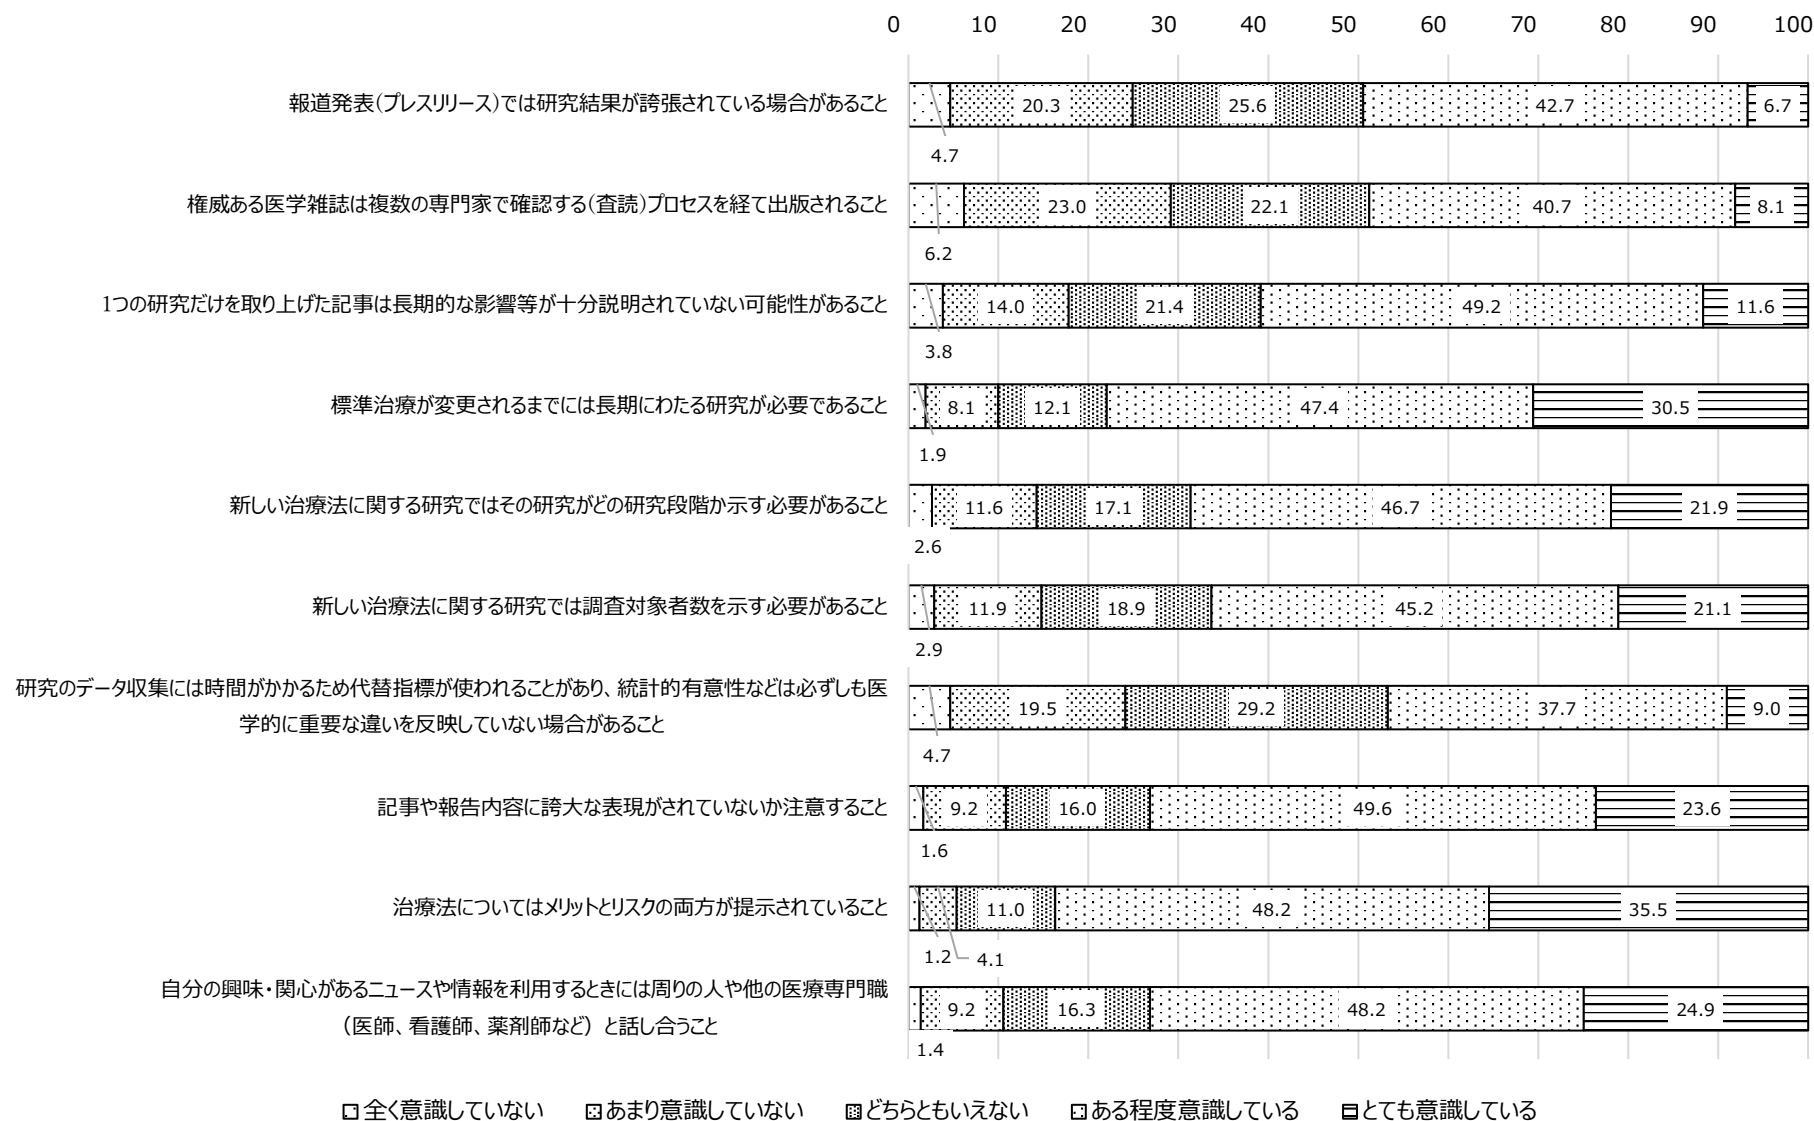 0 10 20 30 40 50 60 70 80 90 100
報道発表（プレスリリース）では研究結果が誇張されている場合があること
20.3 25.6 42.7 6.7
4.7
権威ある医学雑誌は複数の専門家で確認する（査読）プロセスを経て出版されること
23.0 22.1 40.7 8.1
6.2
1つの研究だけを取り上げた記事は長期的な影響等が十分説明されていない可能性があること
14.0 21.4 49.2 11.6
3.8
標準治療が変更されるまでには長期にわたる研究が必要であること
8.1 12.1 47.4 30.5
1.9
新しい治療法に関する研究ではその研究がどの研究段階か示す必要があること
11.6 17.1 46.7 21.9
2.6
新しい治療法に関する研究では調査対象者数を示す必要があること
11.9 18.9 45.2 21.1
2.9
研究のデータ収集には時間がかかるため代替指標が使われることがあり、統計的有意性などは必ずしも医
学的に重要な違いを反映していない場合があること
19.5 29.2 37.7 9.0
4.7
記事や報告内容に誇大な表現がされていないか注意すること
9.2 16.0 49.6 23.6
1.6
治療法についてはメリットとリスクの両方が提示されていること
11.0 48.2 35.5
1.2 4.1
自分の興味・関心があるニュースや情報を利用するときには周りの人や他の医療専門職
（医師、看護師、薬剤師など）と話し合うこと
9.2 16.3 48.2 24.9
1.4
全く意識していない あまり意識していない どちらともいえない ある程度意識している とても意識している